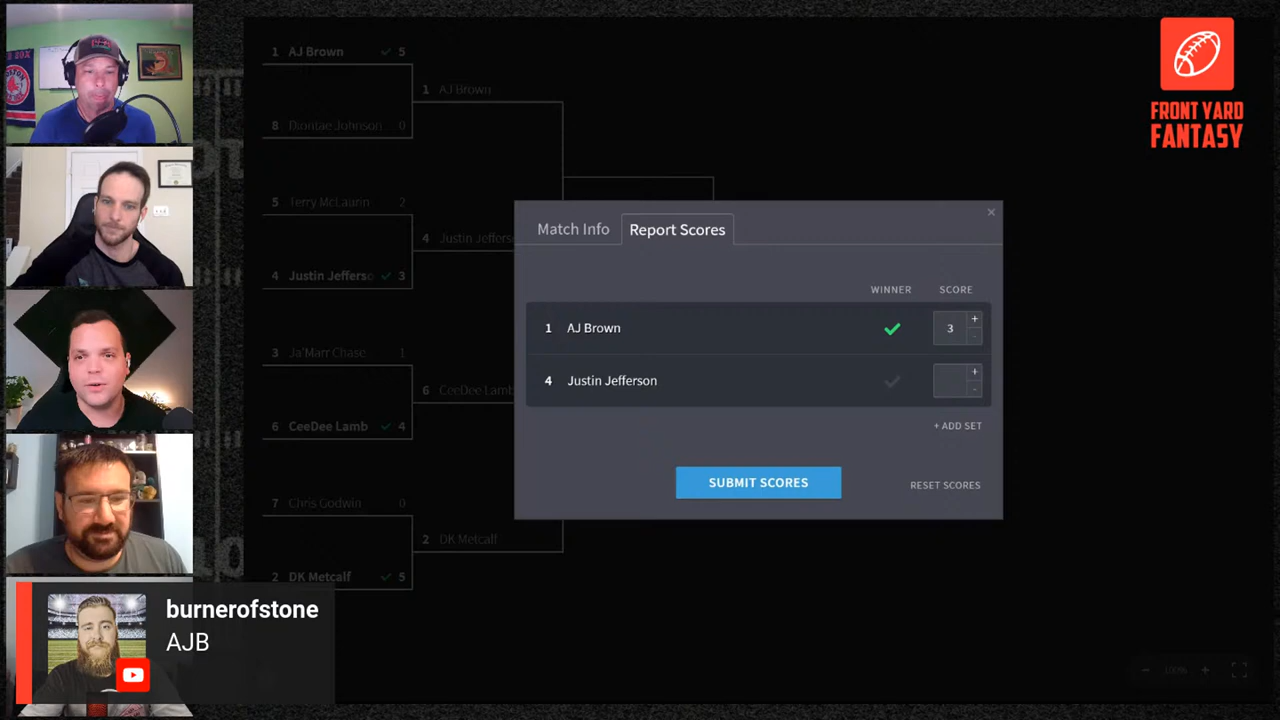 1 AJ Brown 5
8 Diontae Johnson 0
1 AJ Brown
5 Terry McLaurin 2
4 Justin Jefferso 3
4 Justin Jefferso
3 Ja'Marr Chase 1
6 CeeDee Lamb 4
6 CeeDee Lamb
7 Chris Godwin 0
2 DK Metcalf 5
2 DK Metcalf
Match Info
Report Scores
×
WINNER SCORE
1 AJ Brown 3 + -
4 Justin Jefferson + -
+ ADD SET
SUBMIT SCORES
RESET SCORES
FRONT YARD
FANTASY
burnerofstone
AJB
− 100% +